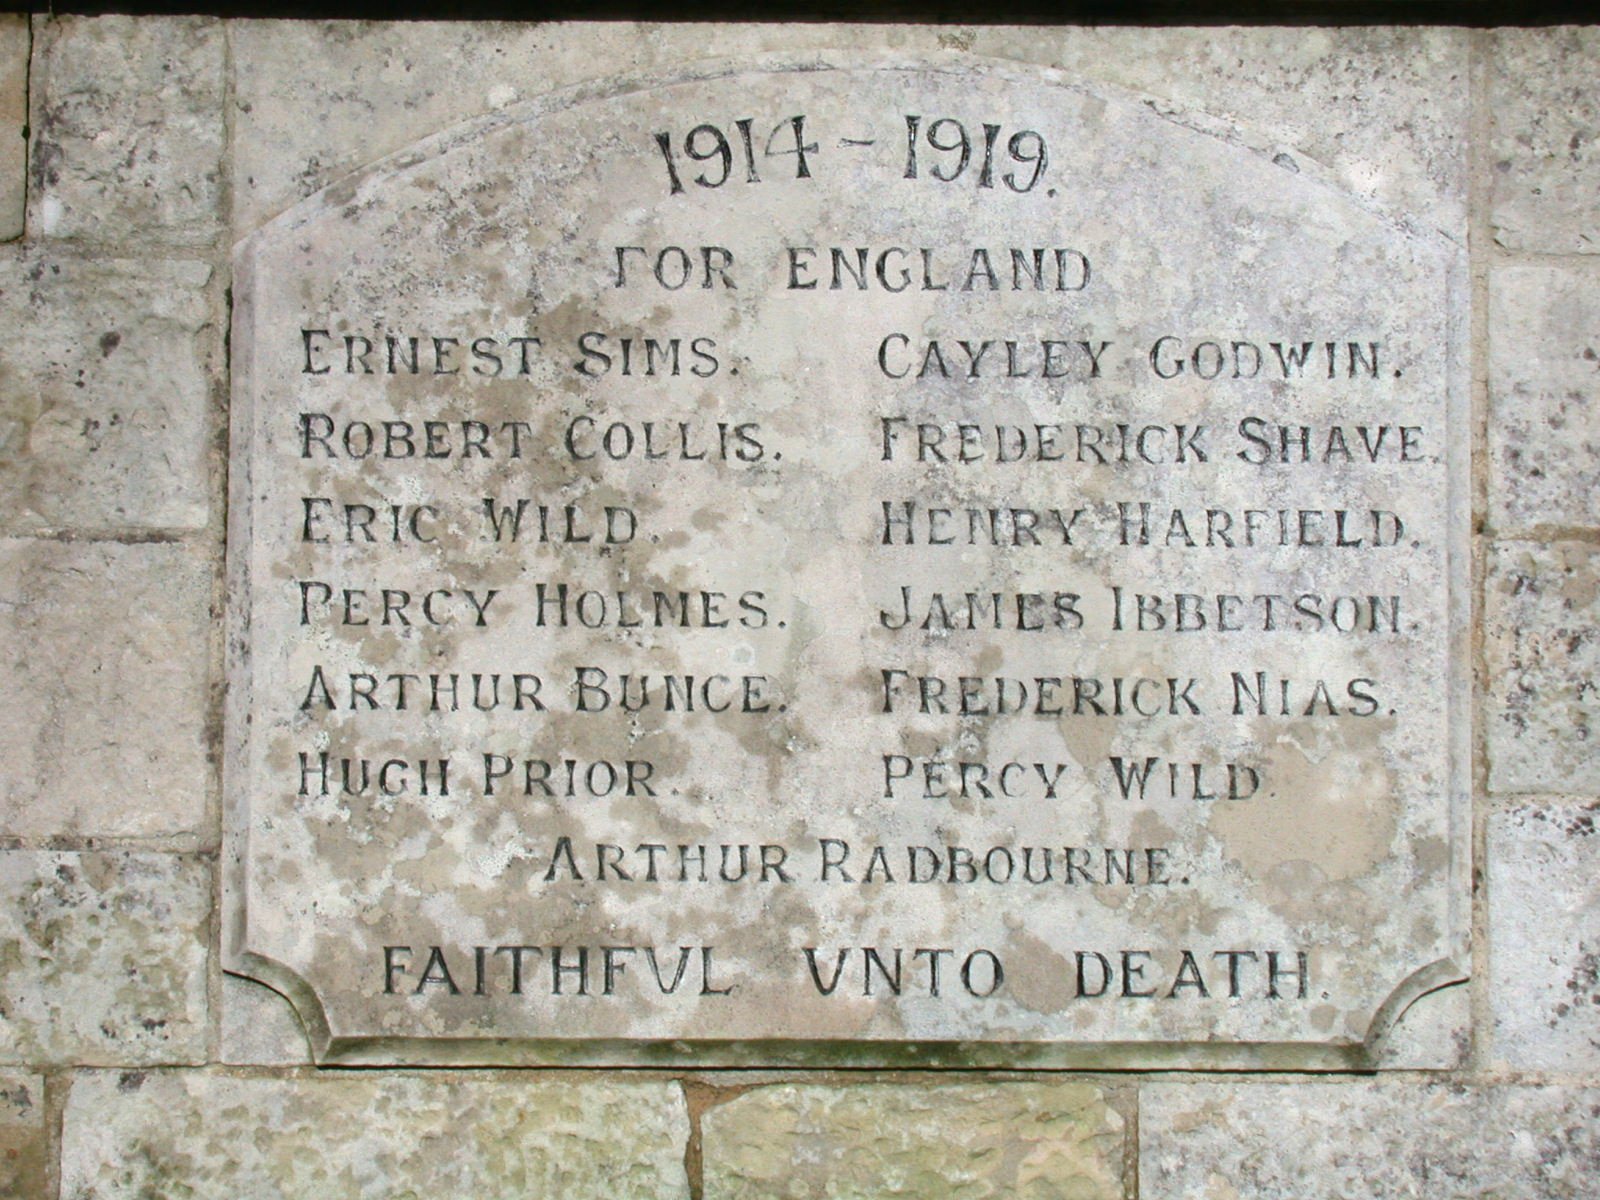 1914 - 1919.
FOR ENGLAND
ERNEST SIMS. CAYLEY GODWIN.
ROBERT COLLIS. FREDERICK SHAVE.
ERIC WILD. HENRY HARFIELD.
PERCY HOLMES. JAMES IBBETSON.
ARTHUR BUNCE. FREDERICK NIAS.
HUGH PRIOR. PERCY WILD.
ARTHUR RADBOURNE.
FAITHFVL VNTO DEATH.